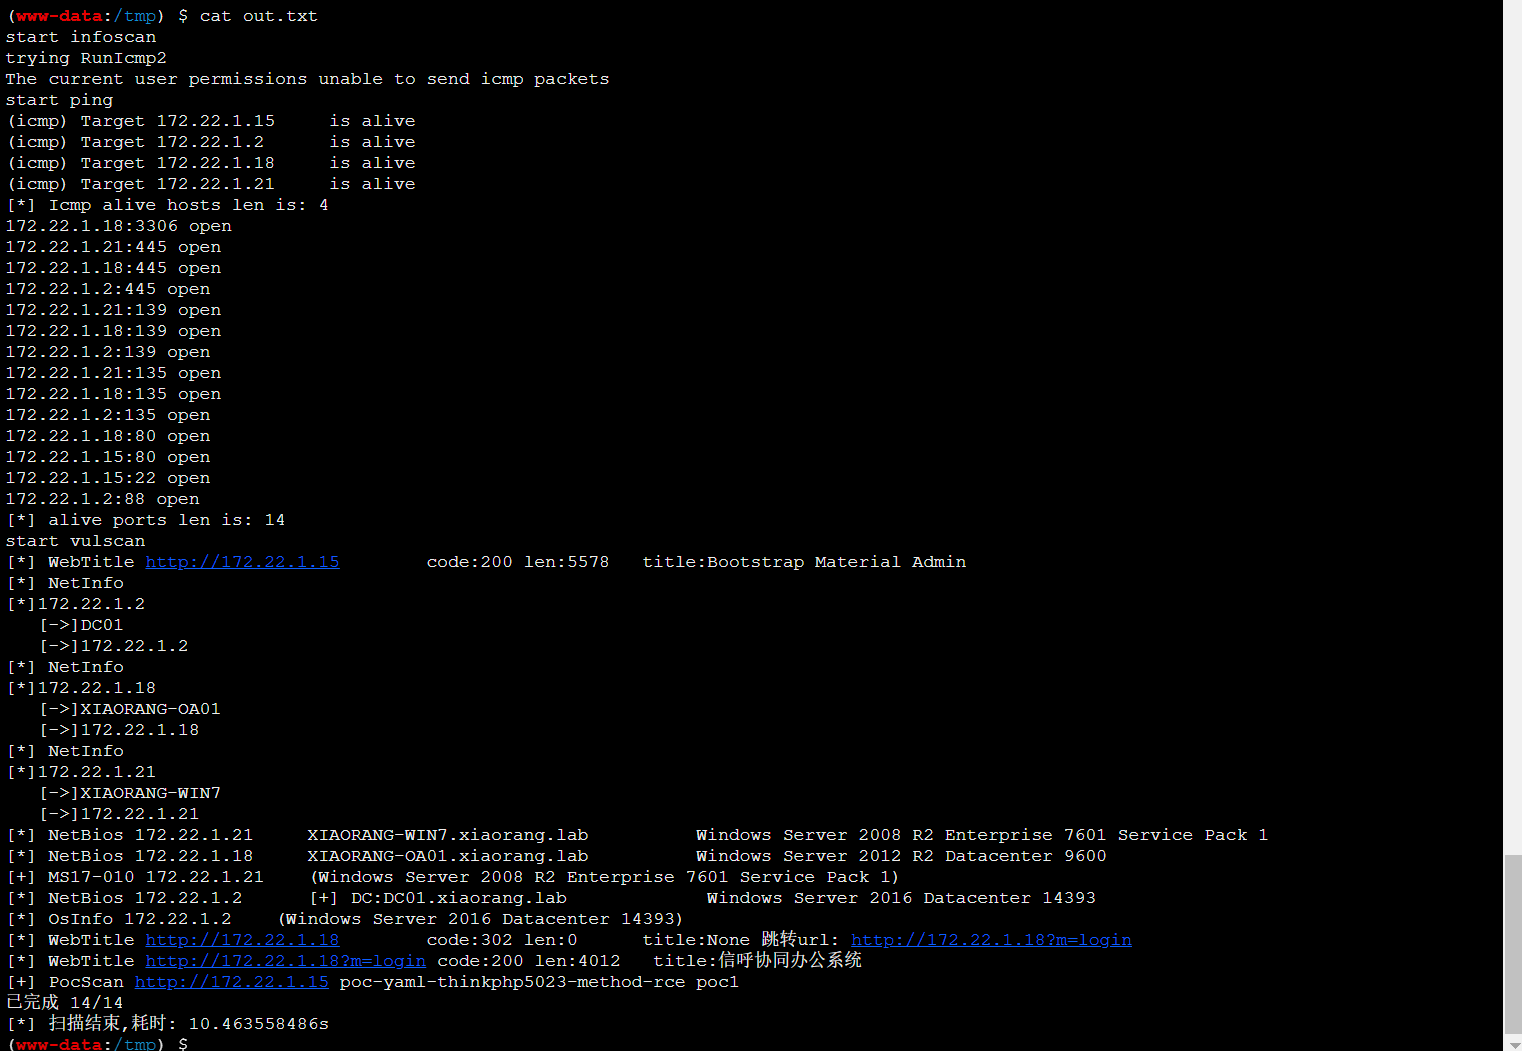 (www-data:/tmp) $ cat out.txt
start infoscan
trying RunIcmp2
The current user permissions unable to send icmp packets
start ping
(icmp) Target 172.22.1.15     is alive
(icmp) Target 172.22.1.2      is alive
(icmp) Target 172.22.1.18     is alive
(icmp) Target 172.22.1.21     is alive
[*] Icmp alive hosts len is: 4
172.22.1.18:3306 open
172.22.1.21:445 open
172.22.1.18:445 open
172.22.1.2:445 open
172.22.1.21:139 open
172.22.1.18:139 open
172.22.1.2:139 open
172.22.1.21:135 open
172.22.1.18:135 open
172.22.1.2:135 open
172.22.1.18:80 open
172.22.1.15:80 open
172.22.1.15:22 open
172.22.1.2:88 open
[*] alive ports len is: 14
start vulscan
[*] WebTitle http://172.22.1.15        code:200 len:5578   title:Bootstrap Material Admin
[*] NetInfo
[*]172.22.1.2
   [->]DC01
   [->]172.22.1.2
[*] NetInfo
[*]172.22.1.18
   [->]XIAORANG-OA01
   [->]172.22.1.18
[*] NetInfo
[*]172.22.1.21
   [->]XIAORANG-WIN7
   [->]172.22.1.21
[*] NetBios 172.22.1.21     XIAORANG-WIN7.xiaorang.lab          Windows Server 2008 R2 Enterprise 7601 Service Pack 1
[*] NetBios 172.22.1.18     XIAORANG-OA01.xiaorang.lab          Windows Server 2012 R2 Datacenter 9600
[+] MS17-010 172.22.1.21    (Windows Server 2008 R2 Enterprise 7601 Service Pack 1)
[*] NetBios 172.22.1.2      [+] DC:DC01.xiaorang.lab             Windows Server 2016 Datacenter 14393
[*] OsInfo 172.22.1.2    (Windows Server 2016 Datacenter 14393)
[*] WebTitle http://172.22.1.18        code:302 len:0      title:None 跳转url: http://172.22.1.18?m=login
[*] WebTitle http://172.22.1.18?m=login code:200 len:4012   title:信呼协同办公系统
[+] PocScan http://172.22.1.15 poc-yaml-thinkphp5023-method-rce poc1
已完成 14/14
[*] 扫描结束,耗时: 10.463558486s
(www-data:/tmp) $